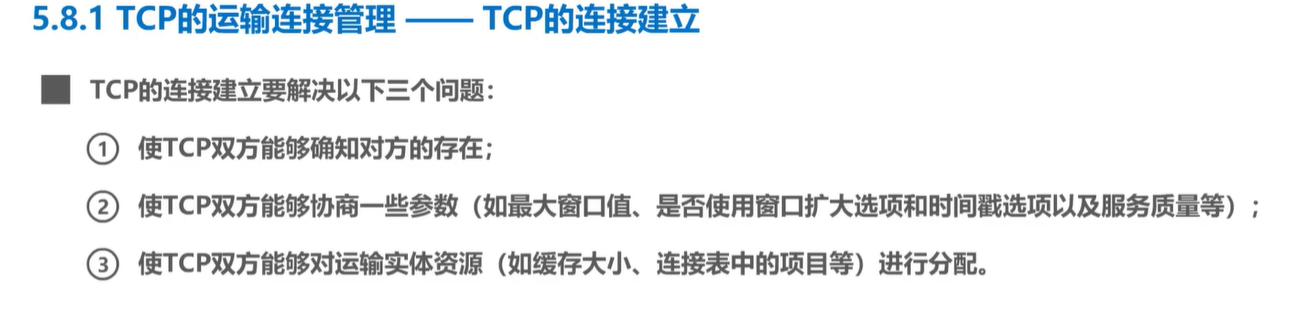 5.8.1 TCP的运输连接管理 —— TCP的连接建立
TCP的连接建立要解决以下三个问题：
① 使TCP双方能够确知对方的存在；
② 使TCP双方能够协商一些参数（如最大窗口值、是否使用窗口扩大选项和时间戳选项以及服务质量等）；
③ 使TCP双方能够对运输实体资源（如缓存大小、连接表中的项目等）进行分配。